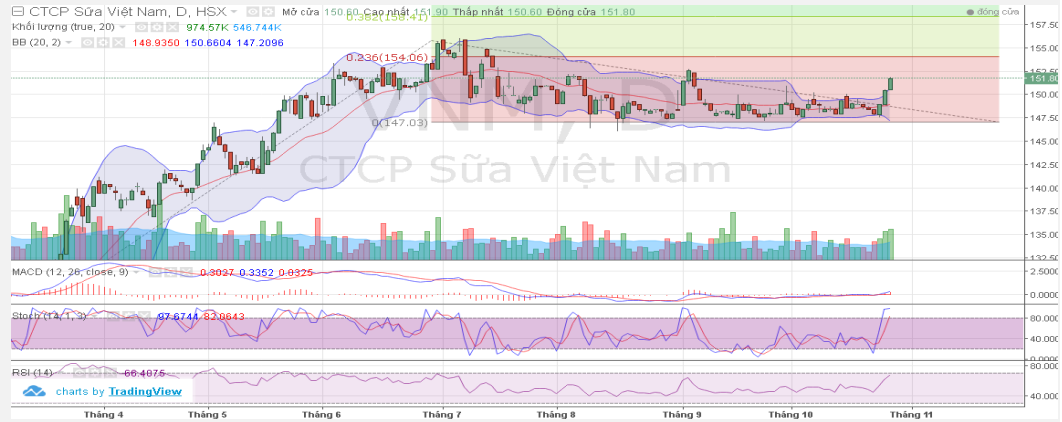 CTCP Sữa Việt Nam, D, HSX Mở cửa 150.60 Cao nhất 151.90 Thấp nhất 150.60 Đóng cửa 151.80
đóng cửa
0.382(158.41)
Khối lượng (true, 20) 974.57K 546.744K
BB (20, 2) 148.9350 150.6604 147.2096
0.236(154.06)
0(147.03)
VNM, D
CTCP Sữa Việt Nam
157.50
155.00
152.50
151.80
150.00
147.50
145.00
142.50
140.00
137.50
135.00
132.50
MACD (12, 26, close, 9) 0.3027 0.3352 0.0325
2.5000
0.0000
Stoch (14, 1, 3) 97.6744 82.0643
80.0000
40.0000
0.0000
RSI (14) 66.4875
80.0000
40.0000
charts by TradingView
Tháng 4 Tháng 5 Tháng 6 Tháng 7 Tháng 8 Tháng 9 Tháng 10 Tháng 11